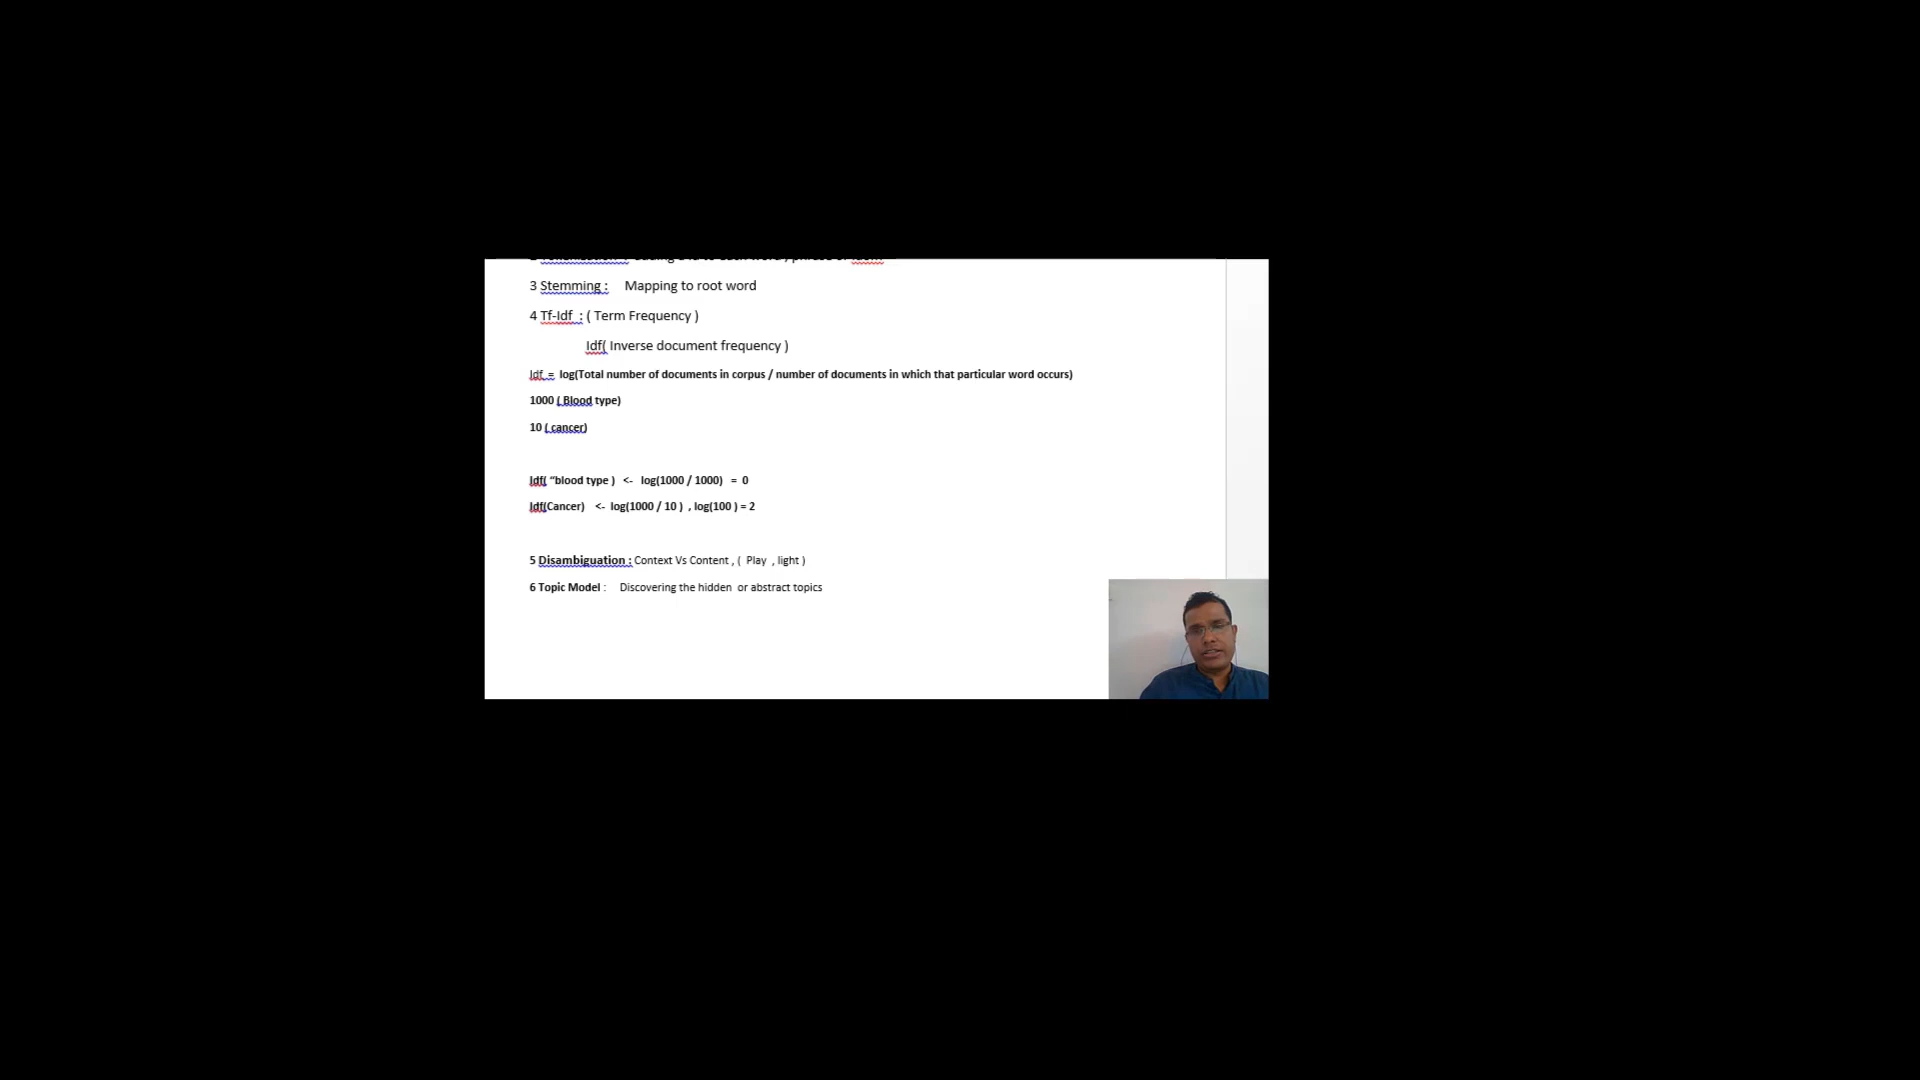 3 Stemming : Mapping to root word
4 Tf-Idf : ( Term Frequency )
Idf( Inverse document frequency )
Idf = log(Total number of documents in corpus / number of documents in which that particular word occurs)
1000 ( Blood type)
10 ( cancer)
Idf( “blood type ) <- log(1000 / 1000) = 0
Idf(Cancer) <- log(1000 / 10 ) , log(100 ) = 2
5 Disambiguation : Context Vs Content , ( Play , light )
6 Topic Model : Discovering the hidden or abstract topics